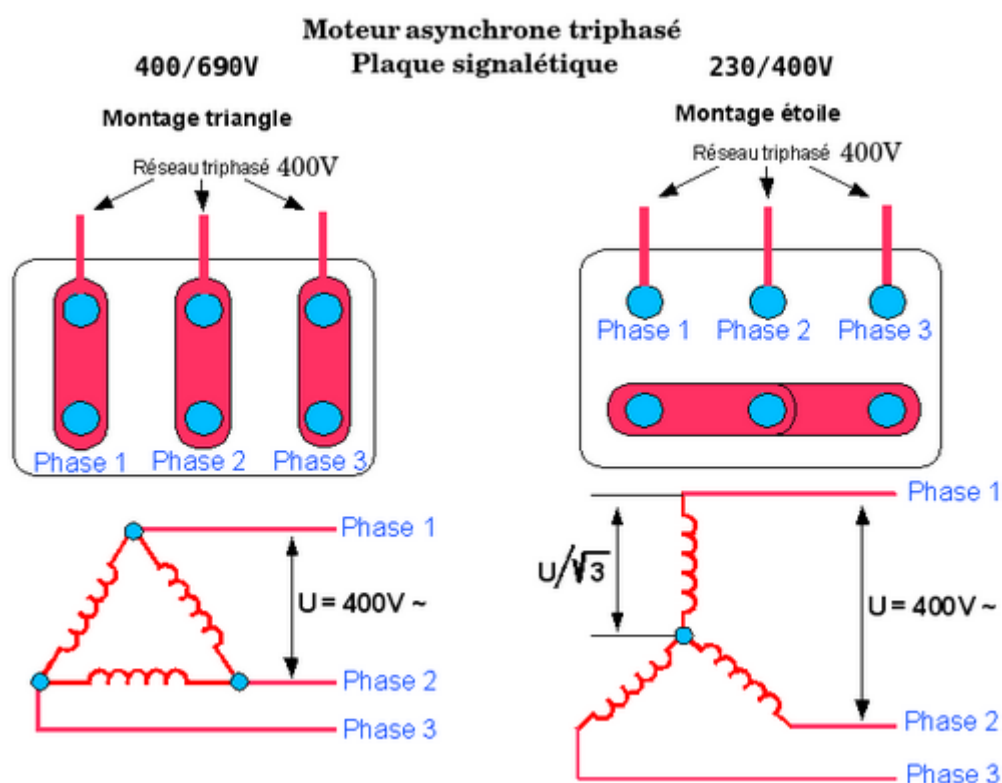 Moteur asynchrone triphasé
Plaque signalétique
400/690V
Montage triangle
Réseau triphasé 400V
Phase 1 Phase 2 Phase 3
Phase 1
U = 400V ~
Phase 2
Phase 3
230/400V
Montage étoile
Réseau triphasé 400V
Phase 1 Phase 2 Phase 3
Phase 1
U/√3
U = 400V ~
Phase 2
Phase 3